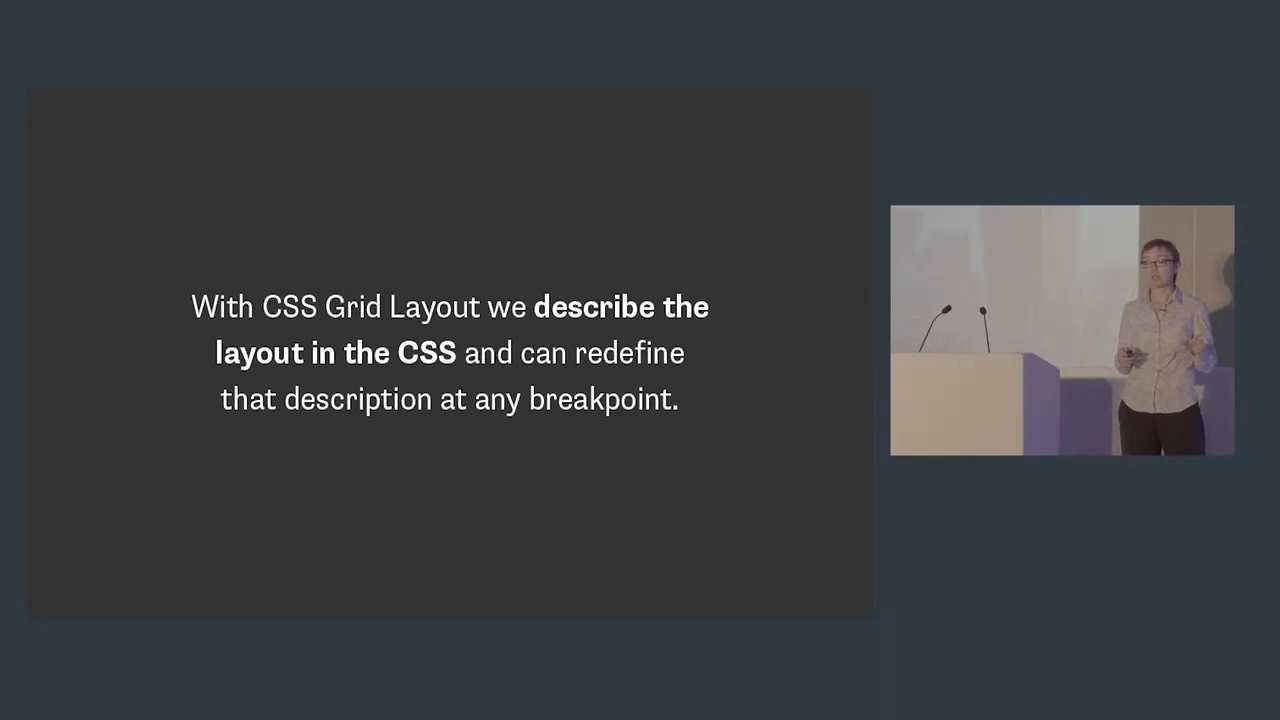 With CSS Grid Layout we describe the
layout in the CSS and can redefine
that description at any breakpoint.